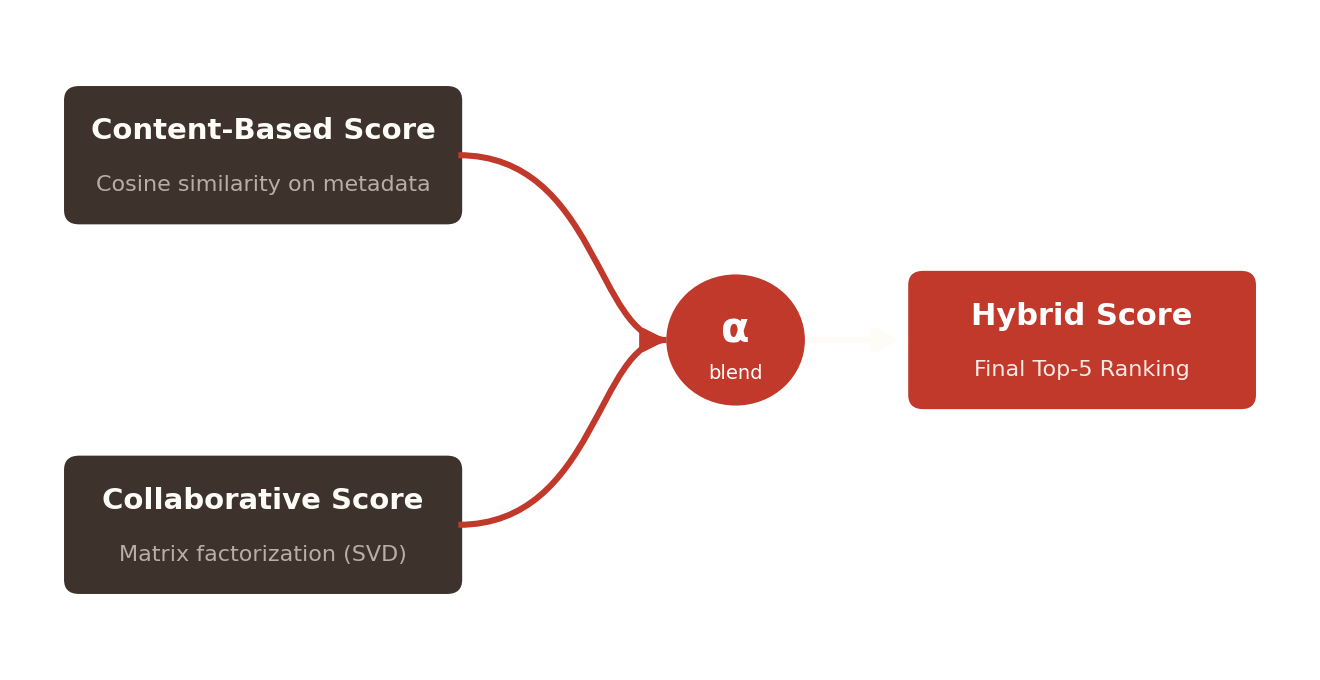 Content-Based Score
Cosine similarity on metadata
Collaborative Score
Matrix factorization (SVD)
α
blend
Hybrid Score
Final Top-5 Ranking